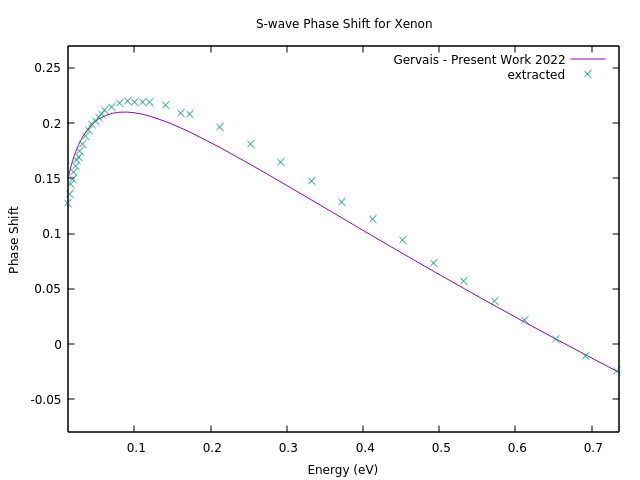 S-wave Phase Shift for Xenon
Gervais - Present Work 2022
extracted
0.25
0.2
0.15
0.1
0.05
0
-0.05
Phase Shift
0.1 0.2 0.3 0.4 0.5 0.6 0.7
Energy (eV)